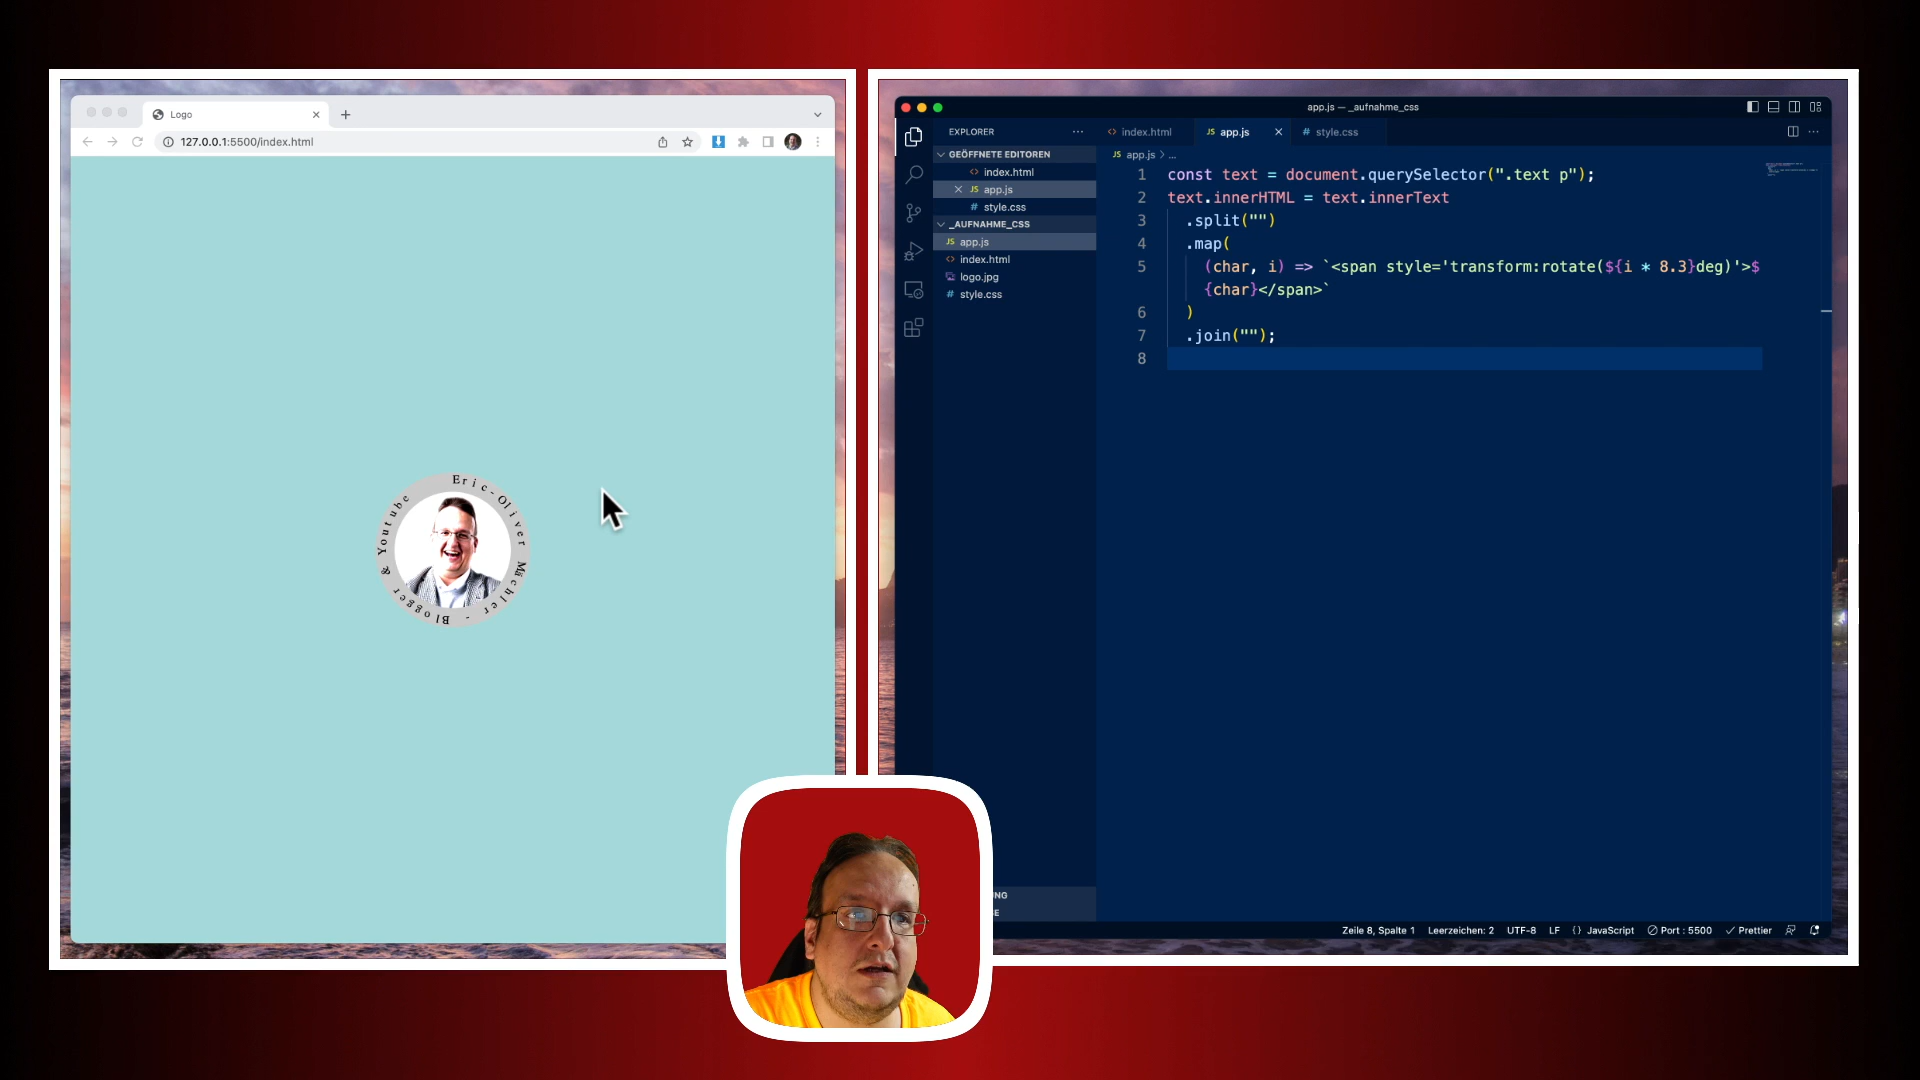 Logo
127.0.0.1:5500/index.html
Eric-Oliver Mächler - Blogger & Youtube
app.js — _aufnahme_css
EXPLORER
GEÖFFNETE EDITOREN
index.html
app.js
style.css
_AUFNAHME_CSS
app.js
index.html
logo.jpg
style.css
NG
E
index.html
JS app.js
# style.css
JS app.js > ...
1 const text = document.querySelector(".text p");
2 text.innerHTML = text.innerText
3 .split("")
4 .map(
5 (char, i) => `<span style='transform:rotate(${i * 8.3}deg)'>$
{char}</span>`
6 )
7 .join("");
8
Zeile 8, Spalte 1 Leerzeichen: 2 UTF-8 LF {} JavaScript Port : 5500 Prettier